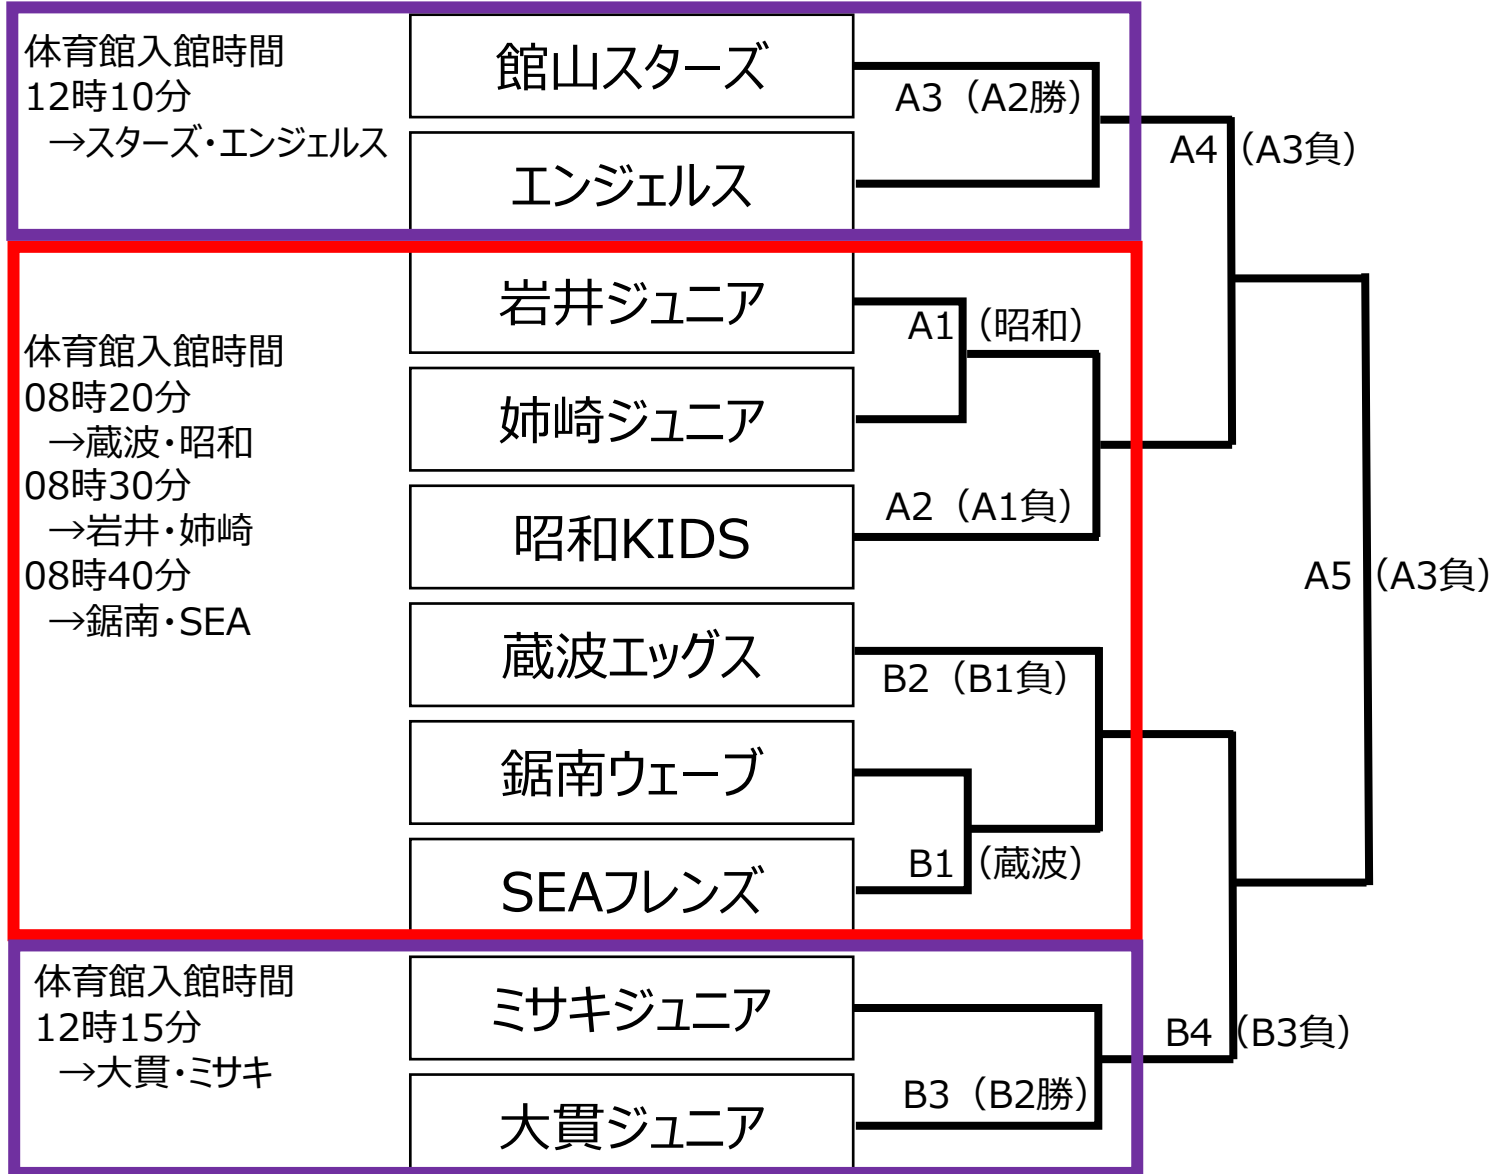 体育館入館時間
12時10分
→スターズ・エンジェルス
館山スターズ
エンジェルス
A3（A2勝）
A4（A3負）
体育館入館時間
08時20分
→蔵波・昭和
08時30分
→岩井・姉崎
08時40分
→鋸南・SEA
岩井ジュニア
姉崎ジュニア
昭和KIDS
蔵波エッグス
鋸南ウェーブ
SEAフレンズ
A1（昭和）
A2（A1負）
B2（B1負）
B1（蔵波）
A5（A3負）
体育館入館時間
12時15分
→大貫・ミサキ
ミサキジュニア
大貫ジュニア
B3（B2勝）
B4（B3負）